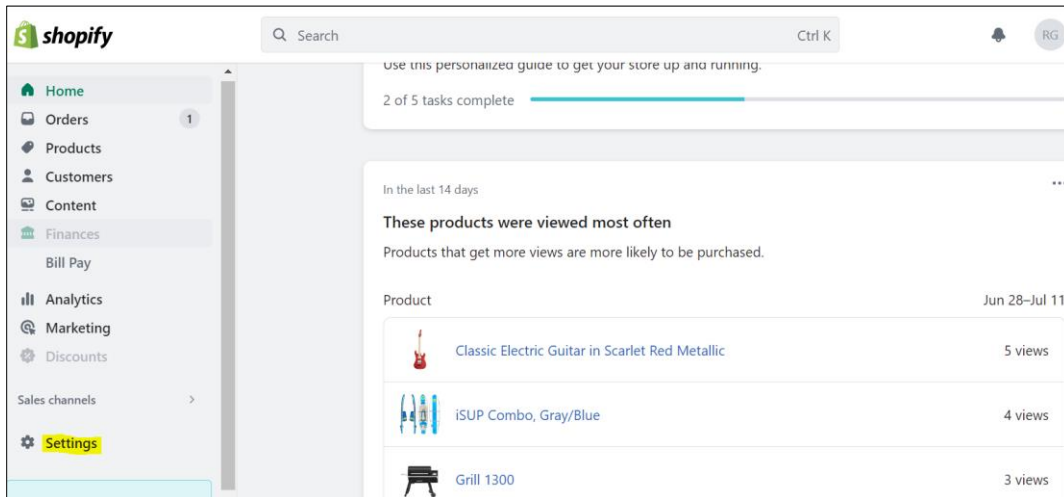 shopify
Search Ctrl K
RG
Home
Orders 1
Products
Customers
Content
Finances
Bill Pay
Analytics
Marketing
Discounts
Sales channels
Settings
Use this personalized guide to get your store up and running.
2 of 5 tasks complete
In the last 14 days
These products were viewed most often
Products that get more views are more likely to be purchased.
Product Jun 28–Jul 11
Classic Electric Guitar in Scarlet Red Metallic 5 views
iSUP Combo, Gray/Blue 4 views
Grill 1300 3 views